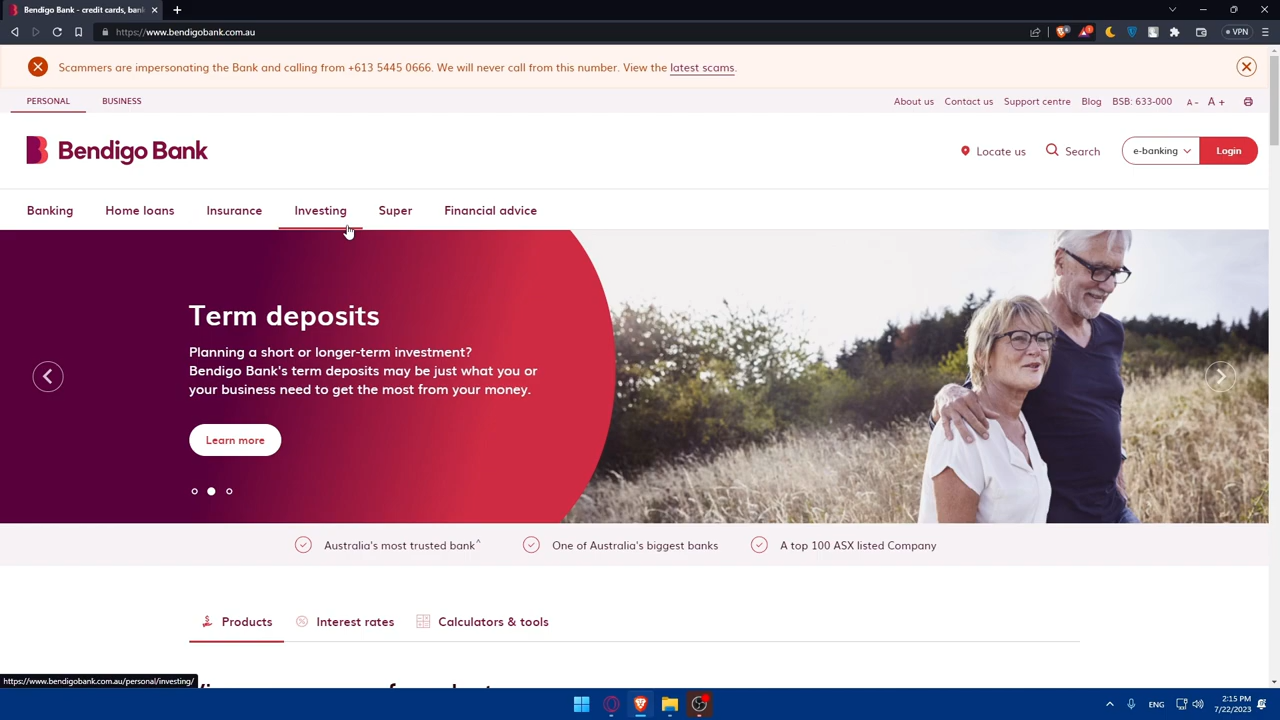 Bendigo Bank - credit cards, ban
https://www.bendigobank.com.au
VPN
Scammers are impersonating the Bank and calling from +613 5445 0666. We will never call from this number. View the latest scams.
PERSONAL BUSINESS
About us Contact us Support centre Blog BSB: 633-000 A - A +
Bendigo Bank
Locate us Search e-banking Login
Banking Home loans Insurance Investing Super Financial advice
Term deposits
Planning a short or longer-term investment?
Bendigo Bank's term deposits may be just what you or
your business need to get the most from your money.
Learn more
Australia's most trusted bank^ One of Australia's biggest banks A top 100 ASX listed Company
Products Interest rates Calculators & tools
https://www.bendigobank.com.au/personal/investing/
ENG
2:15 PM
7/22/2023